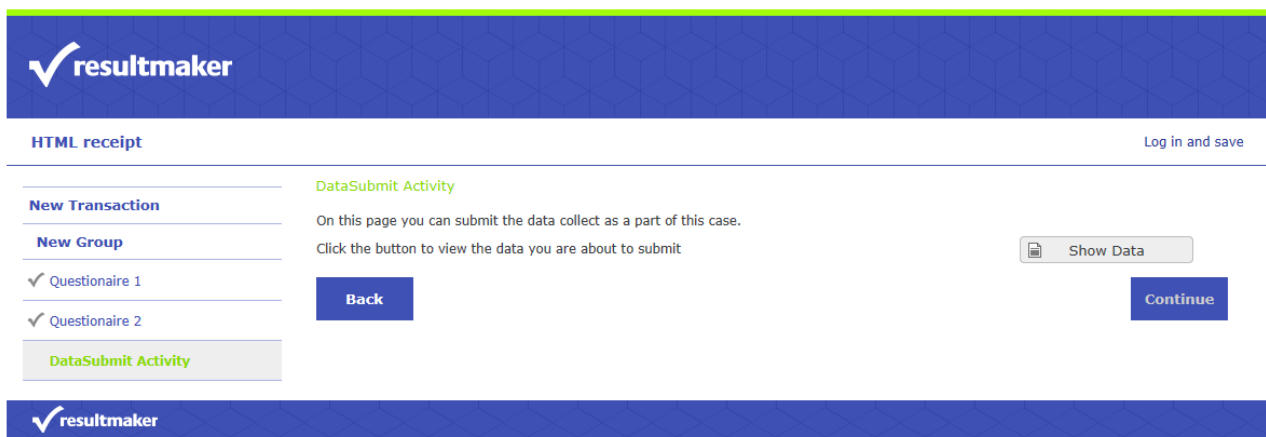 resultmaker
HTML receipt
Log in and save
New Transaction
New Group
Questionaire 1
Questionaire 2
DataSubmit Activity
DataSubmit Activity
On this page you can submit the data collect as a part of this case.
Click the button to view the data you are about to submit
Show Data
Back
Continue
resultmaker